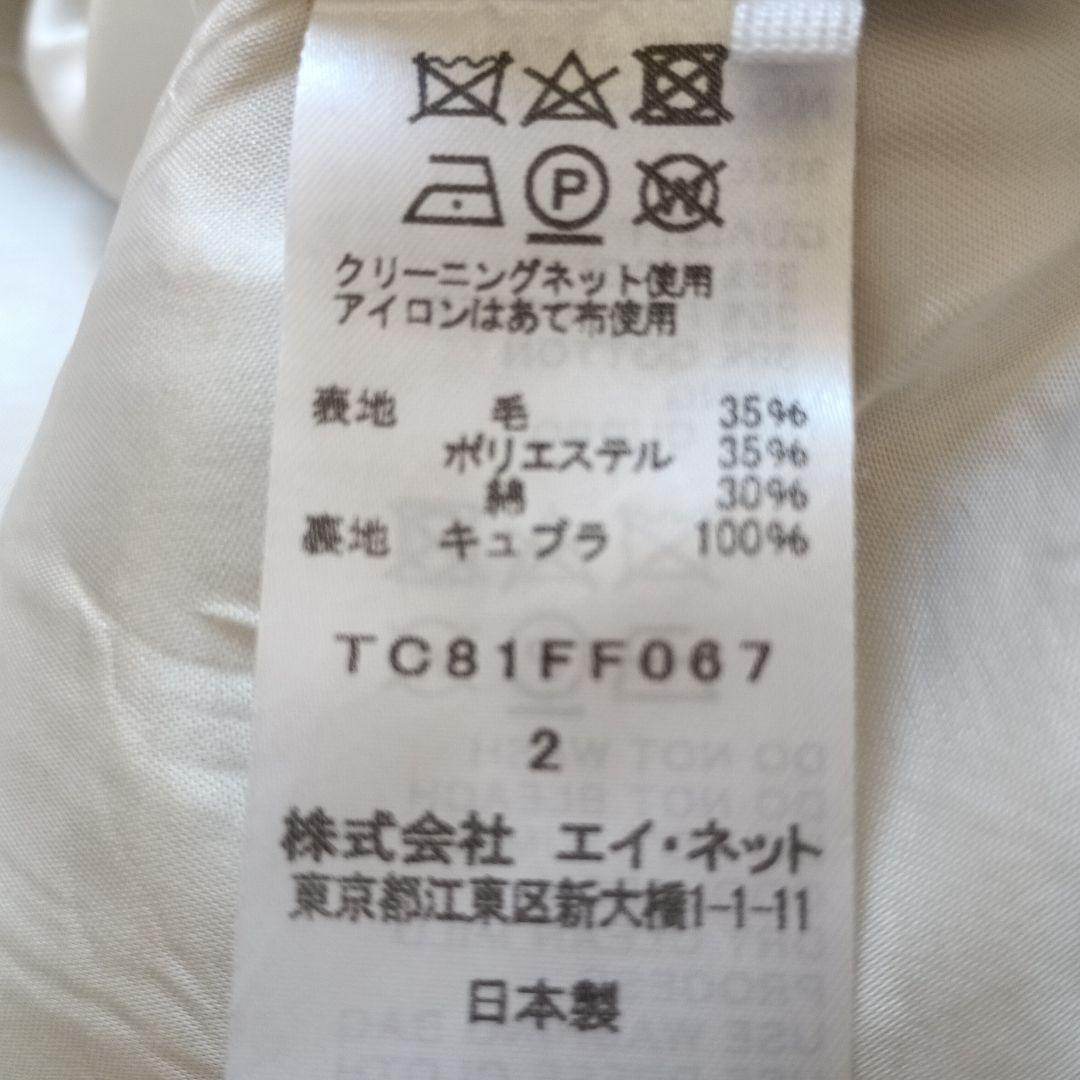 P W
クリーニングネット使用
アイロンはあて布使用
表地 毛 35%
ポリエステル 35%
綿 30%
裏地 キュプラ 100%
TC81FF067
2
株式会社 エイ・ネット
東京都江東区新大橋1-1-11
日本製